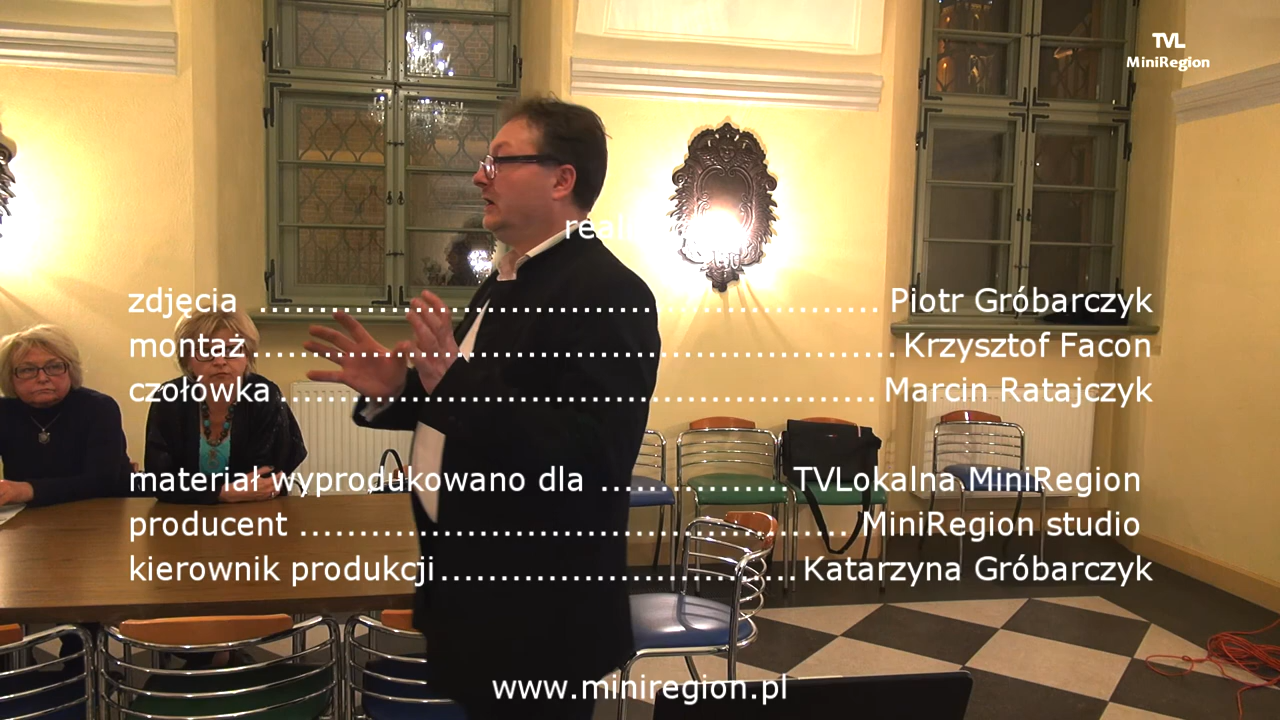 TVL
MiniRegion
zdjęcia ........................................................ Piotr Gróbarczyk
montaż ........................................................ Krzysztof Facon
czołówka ...................................................... Marcin Ratajczyk
materiał wyprodukowano dla ................ TVLokalna MiniRegion
producent .............................................. MiniRegion studio
kierownik produkcji ............................... Katarzyna Gróbarczyk
www.miniregion.pl